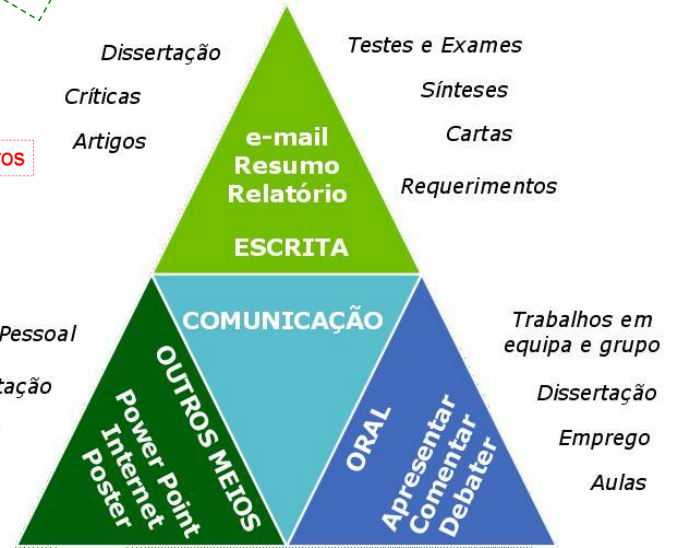 Dissertação
Críticas
Artigos
Testes e Exames
Sínteses
Cartas
Requerimentos
e-mail
Resumo
Relatório
ESCRITA
COMUNICAÇÃO
Pessoal
OUTROS MEIOS
Power Point
Internet
Poster
ORAL
Apresentar
Comentar
Debater
Trabalhos em
equipa e grupo
Dissertação
Emprego
Aulas